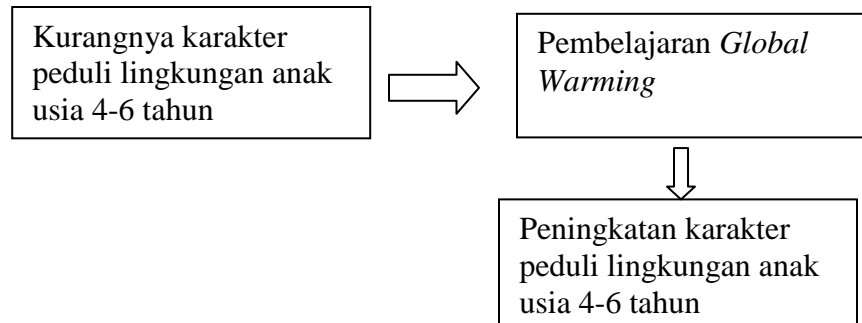 Kurangnya karakter
peduli lingkungan anak
usia 4-6 tahun
Pembelajaran Global
Warming
Peningkatan karakter
peduli lingkungan anak
usia 4-6 tahun